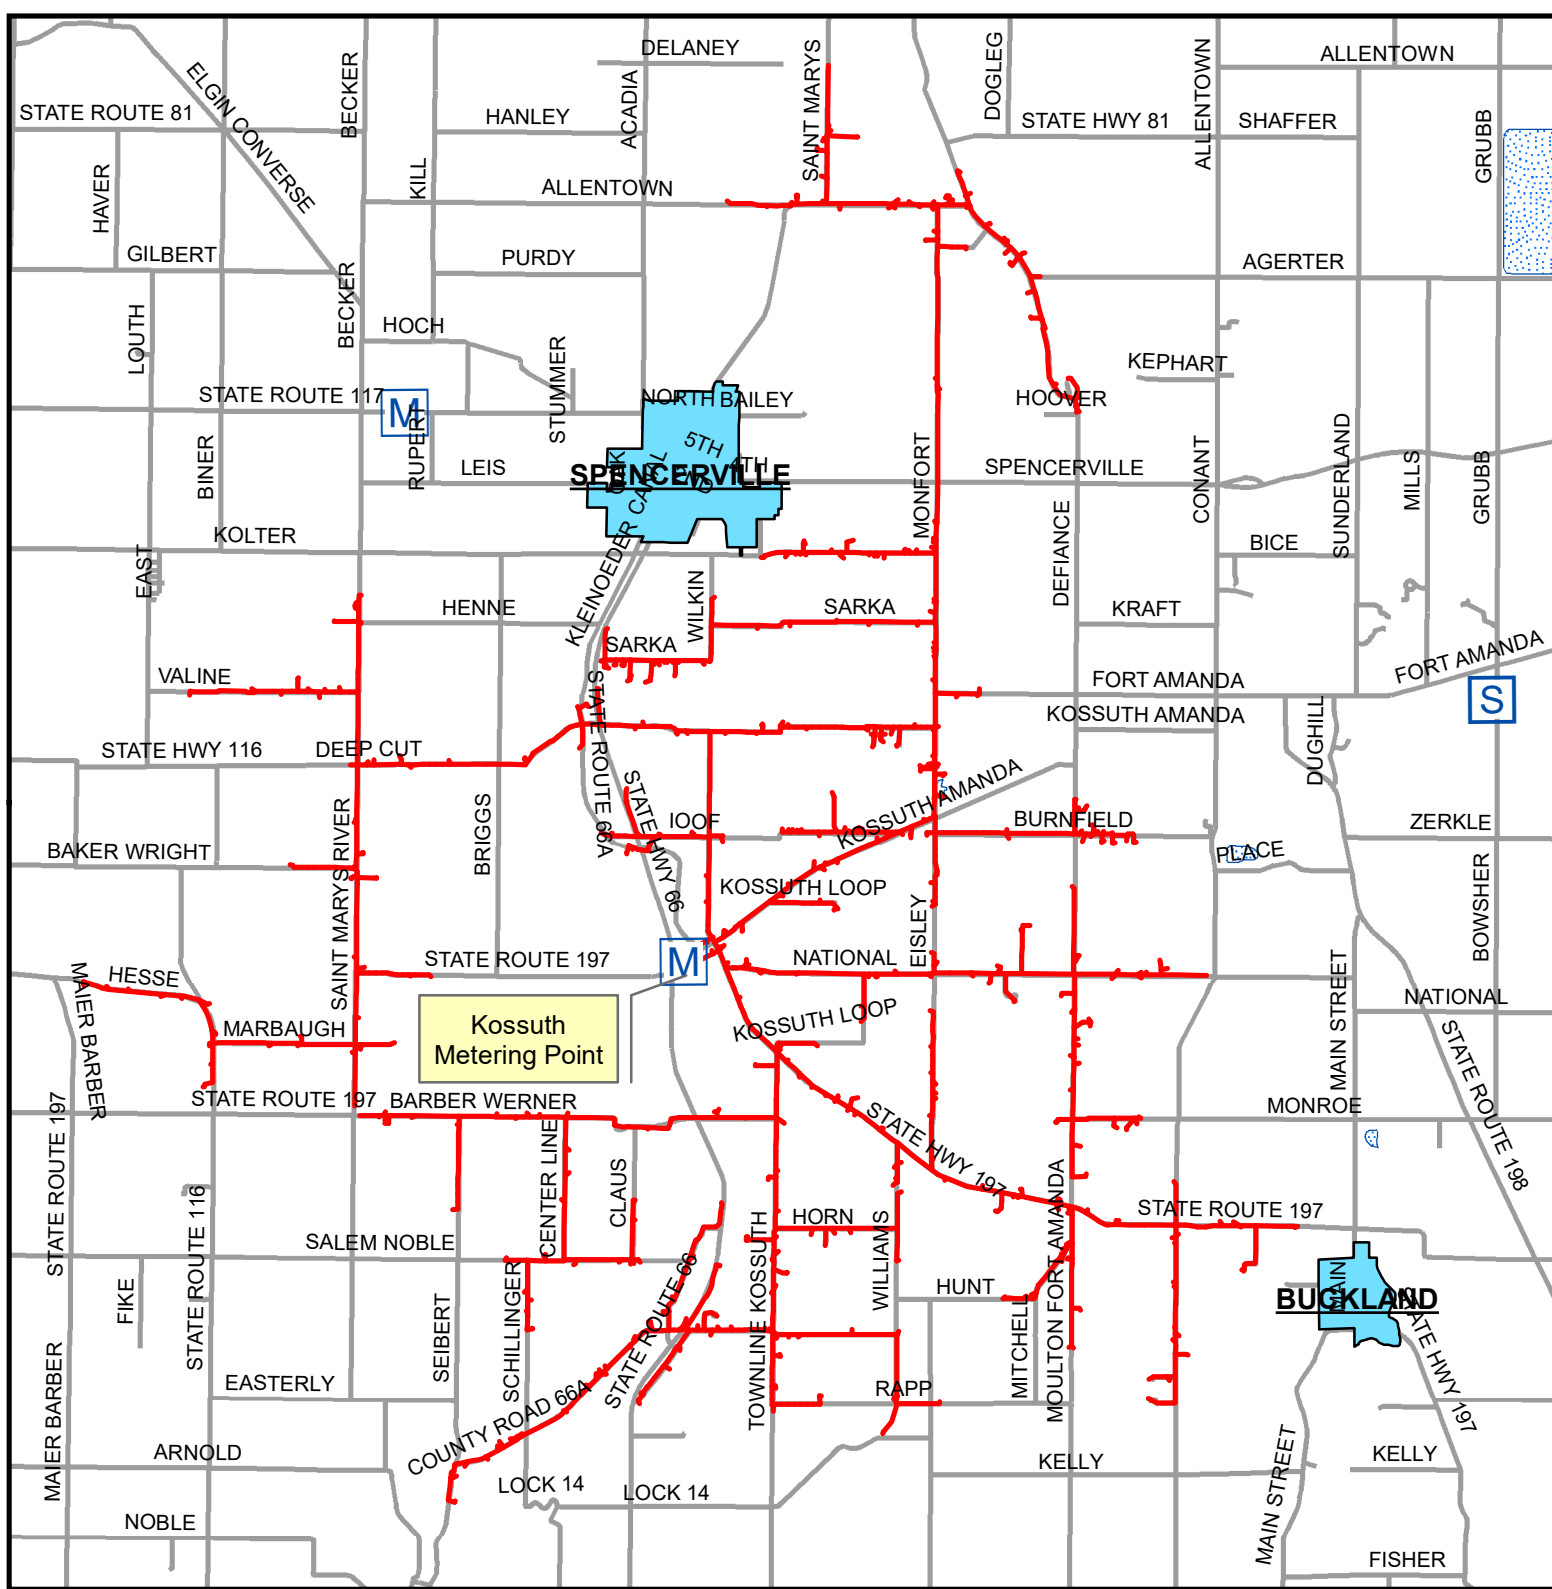 DELANEY
SAINT MARYS
DOGLEG
ALLENTOWN
ALLENTOWN
ELGIN CONVERSE
BECKER
ACADIA
STATE ROUTE 81
HANLEY
STATE HWY 81
SHAFFER
GRUBB
HAVER
KILL
ALLENTOWN
GILBERT
PURDY
AGERTER
BECKER
LOUTH
HOCH
STUMMER
KEPHART
STATE ROUTE 117
M
RUPERT
NORTH
BAILEY
HOOVER
5TH
4TH
BINER
LEIS
SPENCERVILLE
MONFORT
SPENCERVILLE
CONANT
SUNDERLAND
MILLS
GRUBB
KOLTER
KLEINOEDER
CANAL
DEFIANCE
BICE
EAST
HENNE
WILKIN
SARKA
KRAFT
SARKA
VALINE
FORT AMANDA
FORT AMANDA
S
KOSSUTH AMANDA
STATE HWY 116
DEEP CUT
STATE ROUTE 66A
DUGHILL
STATE HWY 66
KOSSUTH AMANDA
IOOF
BURNFIELD
ZERKLE
BAKER WRIGHT
SAINT MARYS RIVER
BRIGGS
PLACE
KOSSUTH LOOP
EISLEY
BOWSHER
M
STATE ROUTE 197
NATIONAL
HESSE
MAIER BARBER
NATIONAL
MAIN STREET
STATE ROUTE 198
Kossuth
Metering Point
MARBAUGH
KOSSUTH LOOP
STATE ROUTE 197
BARBER WERNER
MONROE
STATE ROUTE 197
STATE HWY 197
CENTER LINE
CLAUS
STATE ROUTE 116
STATE ROUTE 197
HORN
WILLIAMS
MOULTON FORT AMANDA
SALEM NOBLE
TOWNLINE KOSSUTH
STATE ROUTE 66
FIKE
SEIBERT
SCHILLINGER
HUNT
MITCHELL
MAIN
BUCKLAND
STATE HWY 197
MAIER BARBER
EASTERLY
RAPP
COUNTY ROAD 66A
ARNOLD
LOCK 14
LOCK 14
KELLY
KELLY
MAIN STREET
NOBLE
FISHER